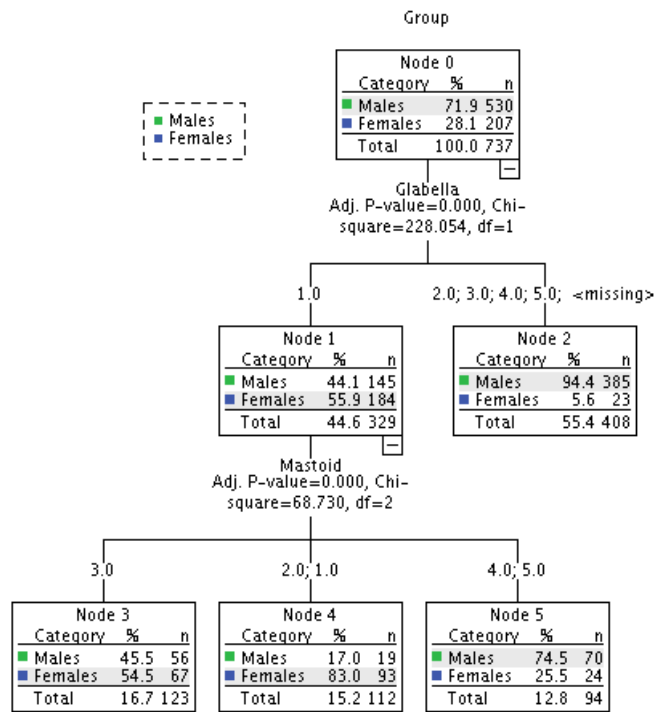 Group
Males
Females
Node 0
Category % n
Males 71.9 530
Females 28.1 207
Total 100.0 737
Glabella
Adj. P-value=0.000, Chi-
square=228.054, df=1
1.0
2.0; 3.0; 4.0; 5.0; <missing>
Node 1
Category % n
Males 44.1 145
Females 55.9 184
Total 44.6 329
Node 2
Category % n
Males 94.4 385
Females 5.6 23
Total 55.4 408
Mastoid
Adj. P-value=0.000, Chi-
square=68.730, df=2
3.0
2.0; 1.0
4.0; 5.0
Node 3
Category % n
Males 45.5 56
Females 54.5 67
Total 16.7 123
Node 4
Category % n
Males 17.0 19
Females 83.0 93
Total 15.2 112
Node 5
Category % n
Males 74.5 70
Females 25.5 24
Total 12.8 94